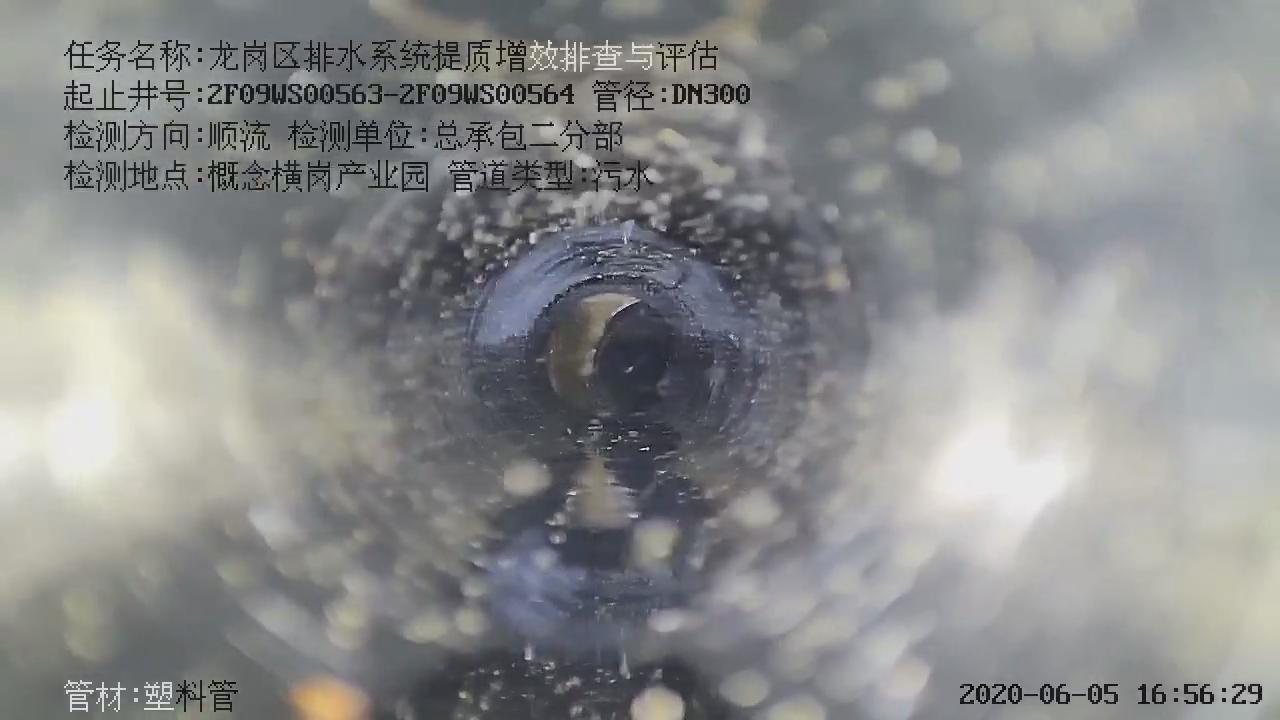 任务名称:龙岗区排水系统提质增效排查与评估
起止井号:2F09WS00563-2F09WS00564 管径:DN300
检测方向:顺流 检测单位:总承包二分部
检测地点:概念横岗产业园 管道类型:污水
管材:塑料管
2020-06-05 16:56:29